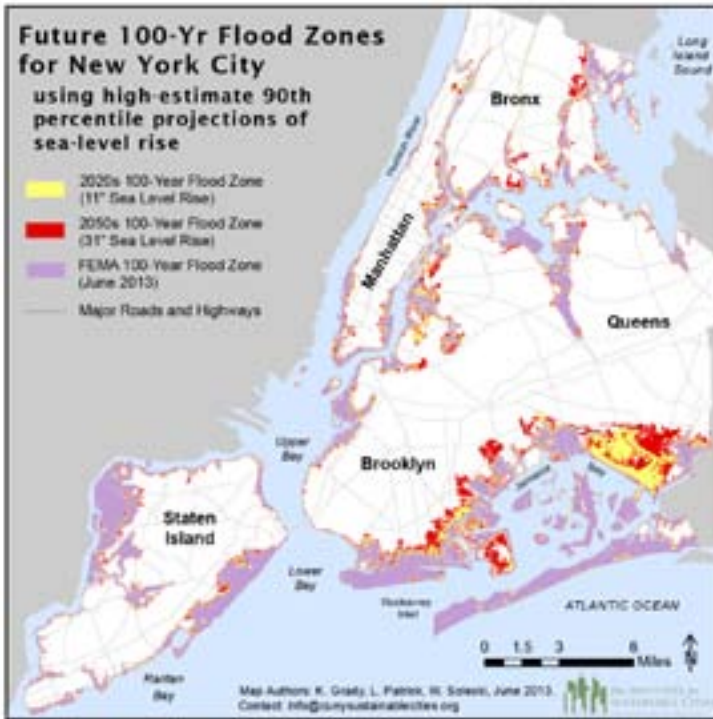 Future 100-Yr Flood Zones
for New York City
using high-estimate 90th
percentile projections of
sea-level rise
2020s 100-Year Flood Zone
(11" Sea Level Rise)
2050s 100-Year Flood Zone
(31" Sea Level Rise)
FEMA 100-Year Flood Zone
(June 2013)
Major Roads and Highways
Long
Island
Sound
Bronx
Manhattan
Queens
Upper
Bay
Brooklyn
Staten
Island
Lower
Bay
Rockaway
Inlet
ATLANTIC OCEAN
Raritan
Bay
0 1.5 3 6
Miles
N
Map Authors: K. Grady, L. Patrick, W. Solecki, June 2013.
Contact: info@cunysustainablecities.org